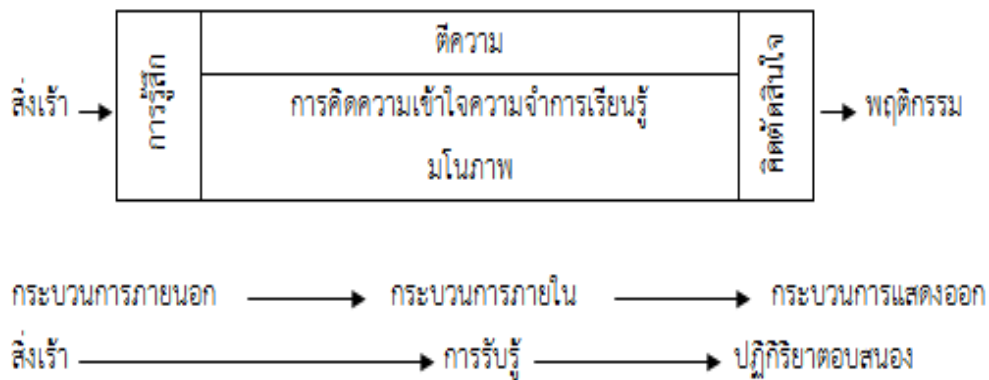 สิ่งเร้า
การรู้สึก
ตีความ
การคิดความเข้าใจความจำการเรียนรู้
มโนภาพ
คิดตัดสินใจ
พฤติกรรม
กระบวนการภายนอก กระบวนการภายใน กระบวนการแสดงออก
สิ่งเร้า การรับรู้ ปฏิกิริยาตอบสนอง